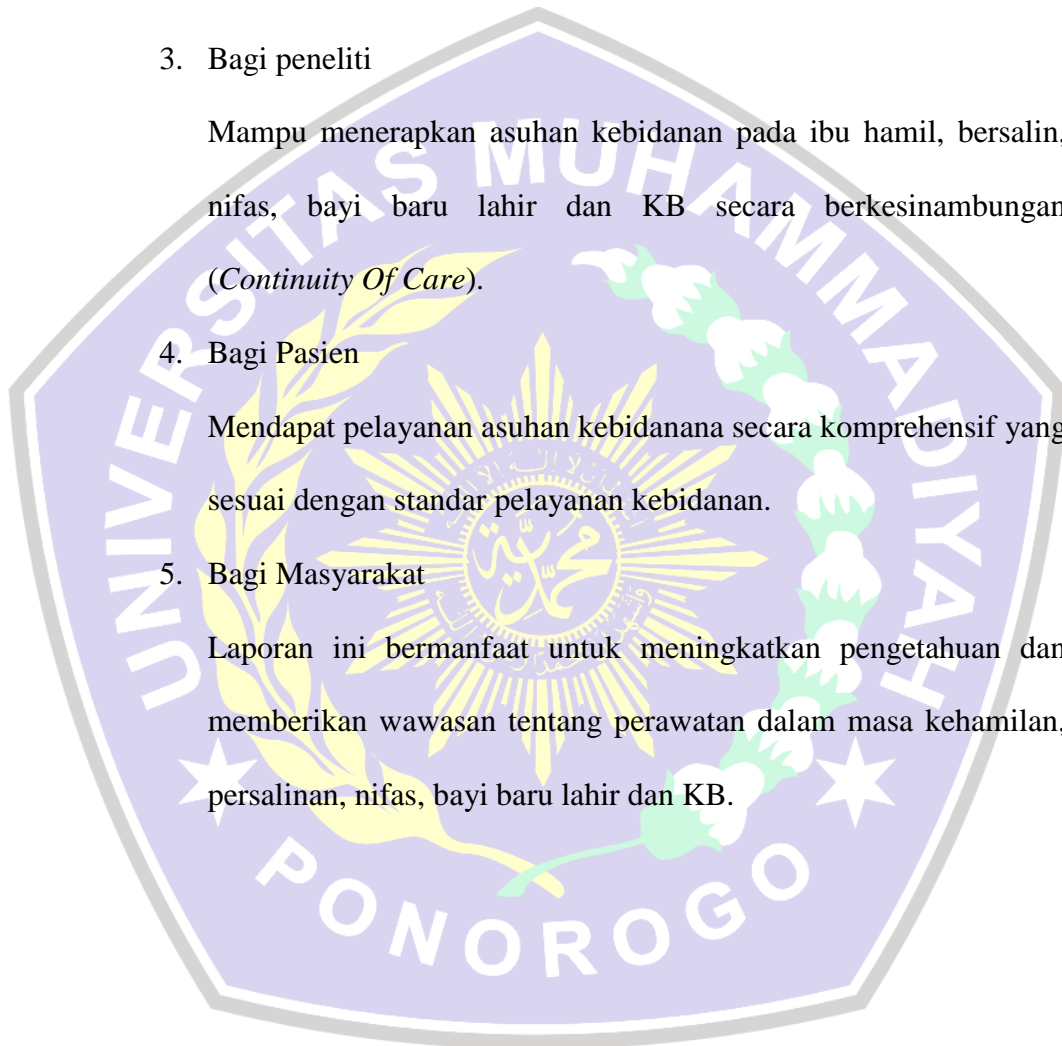 3. Bagi peneliti
Mampu menerapkan asuhan kebidanan pada ibu hamil, bersalin,
nifas, bayi baru lahir dan KB secara berkesinambungan
(Continuity Of Care).
4. Bagi Pasien
Mendapat pelayanan asuhan kebidanana secara komprehensif yang
sesuai dengan standar pelayanan kebidanan.
5. Bagi Masyarakat
Laporan ini bermanfaat untuk meningkatkan pengetahuan dan
memberikan wawasan tentang perawatan dalam masa kehamilan,
persalinan, nifas, bayi baru lahir dan KB.
UNIVERSITAS MUHAMMADIYAH
PONOROGO
محمدية